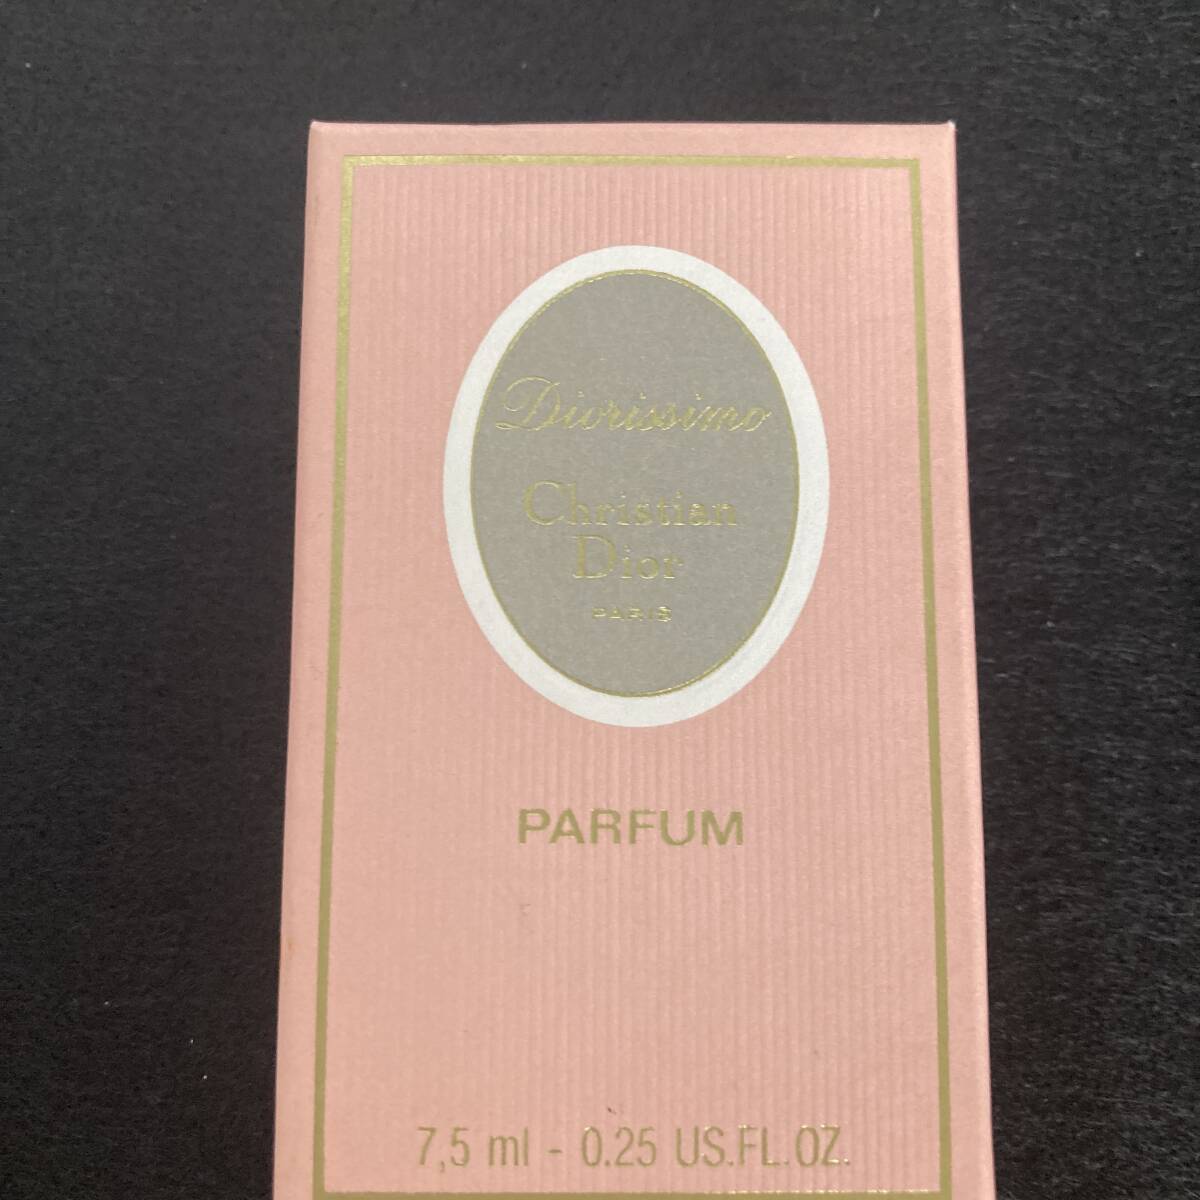 Diorissimo
Christian
Dior
PARIS
PARFUM
7,5 ml - 0.25 US.FL.OZ.